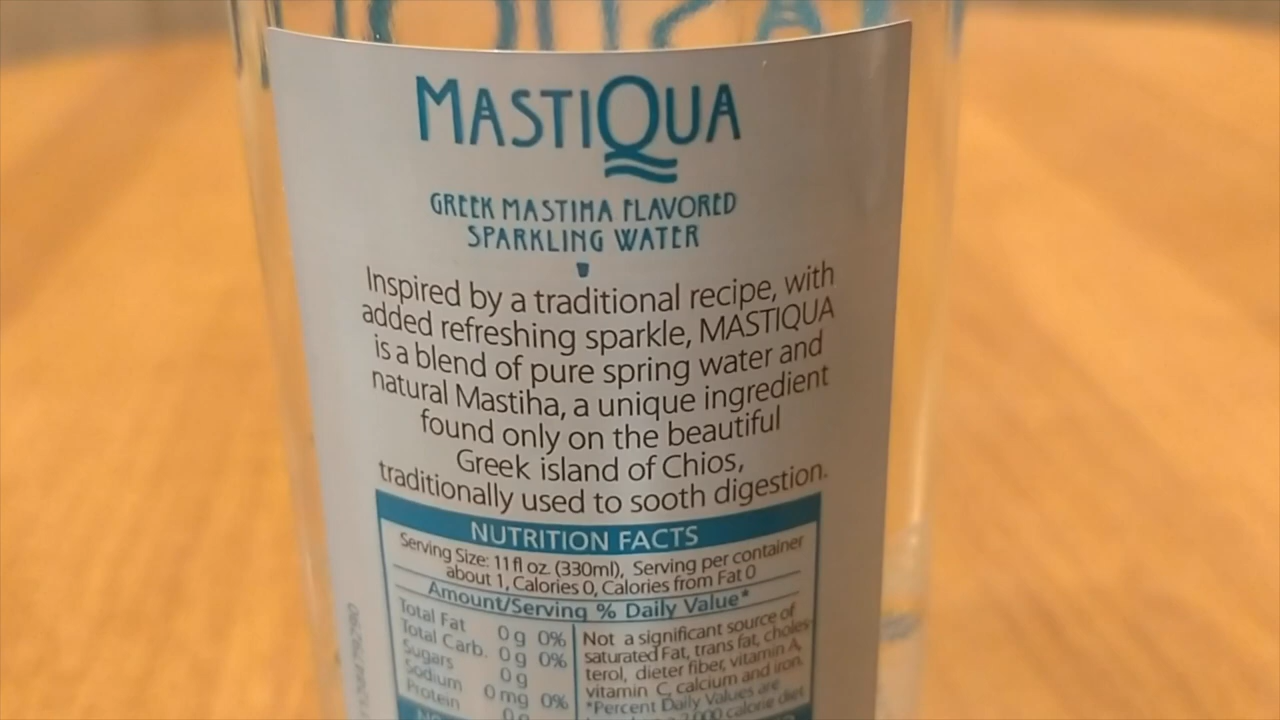 MASTIQUA
GREEK MASTIHA FLAVORED
SPARKLING WATER
Inspired by a traditional recipe, with
added refreshing sparkle, MASTIQUA
is a blend of pure spring water and
natural Mastiha, a unique ingredient
found only on the beautiful
Greek island of Chios,
traditionally used to sooth digestion.
NUTRITION FACTS
Serving Size: 11 fl oz. (330ml), Serving per container
about 1, Calories 0, Calories from Fat 0
Amount/Serving % Daily Value*
Total Fat 0 g 0%
Total Carb. 0 g 0%
Sugars 0 g
Sodium 0 mg 0%
Protein 0 g
Not a significant source of
saturated Fat, trans fat, choles-
terol, dieter fiber, vitamin A,
vitamin C, calcium and iron.
*Percent Daily Values are
2,000 calorie diet